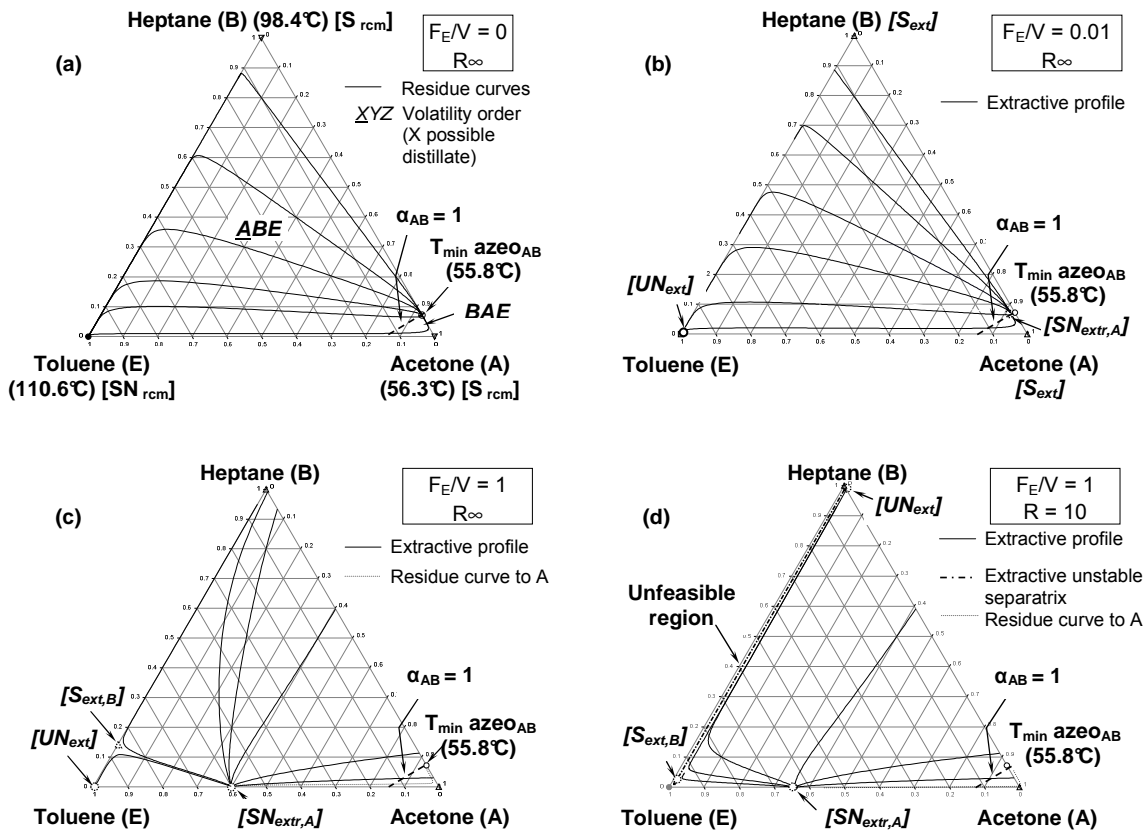 Heptane (B) (98.4°C) [S rcm]
(a)
F_E/V = 0
R∞
Residue curves
XYZ Volatility order
(X possible
distillate)
ABE
α_AB = 1
T_min azeo_AB
(55.8°C)
BAE
Toluene (E)
(110.6°C) [SN rcm]
Acetone (A)
(56.3°C) [S rcm]
Heptane (B) [S_ext]
(b)
F_E/V = 0.01
R∞
Extractive profile
α_AB = 1
T_min azeo_AB
(55.8°C)
[UN_ext]
[SN_extr,A]
Toluene (E)
Acetone (A)
[S_ext]
Heptane (B)
(c)
F_E/V = 1
R∞
Extractive profile
Residue curve to A
α_AB = 1
[S_ext,B]
T_min azeo_AB
(55.8°C)
[UN_ext]
Toluene (E)
[SN_extr,A]
Acetone (A)
Heptane (B)
(d)
F_E/V = 1
R = 10
[UN_ext]
Extractive profile
Extractive unstable
separatrix
Residue curve to A
Unfeasible
region
α_AB = 1
T_min azeo_AB
(55.8°C)
[S_ext,B]
Toluene (E)
[SN_extr,A]
Acetone (A)